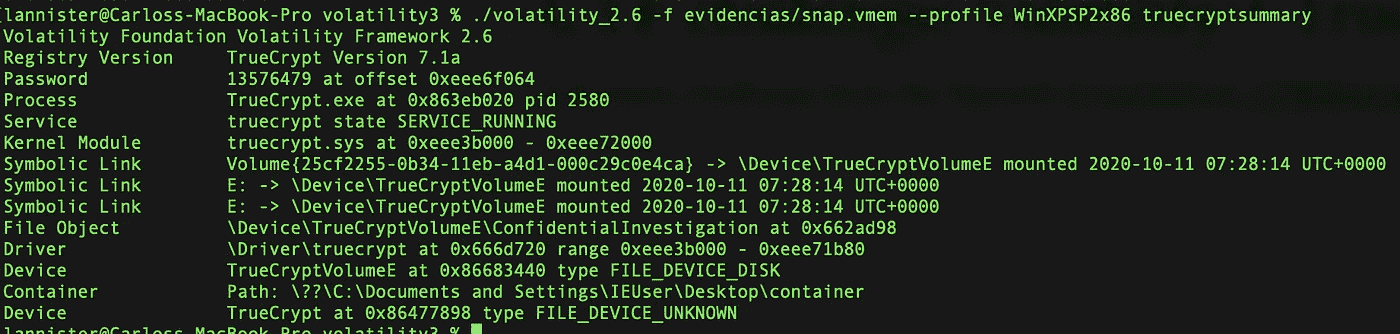 lannister@Carloss-MacBook-Pro volatility3 % ./volatility_2.6 -f evidencias/snap.vmem --profile WinXPSP2x86 truecryptsummary
Volatility Foundation Volatility Framework 2.6
Registry Version TrueCrypt Version 7.1a
Password 13576479 at offset 0xeee6f064
Process TrueCrypt.exe at 0x863eb020 pid 2580
Service truecrypt state SERVICE_RUNNING
Kernel Module truecrypt.sys at 0xeee3b000 - 0xeee72000
Symbolic Link Volume{25cf2255-0b34-11eb-a4d1-000c29c0e4ca} -> \Device\TrueCryptVolumeE mounted 2020-10-11 07:28:14 UTC+0000
Symbolic Link E: -> \Device\TrueCryptVolumeE mounted 2020-10-11 07:28:14 UTC+0000
Symbolic Link E: -> \Device\TrueCryptVolumeE mounted 2020-10-11 07:28:14 UTC+0000
File Object \Device\TrueCryptVolumeE\ConfidentialInvestigation at 0x662ad98
Driver \Driver\truecrypt at 0x666d720 range 0xeee3b000 - 0xeee71b80
Device TrueCryptVolumeE at 0x86683440 type FILE_DEVICE_DISK
Container Path: \??\C:\Documents and Settings\IEUser\Desktop\container
Device TrueCrypt at 0x86477898 type FILE_DEVICE_UNKNOWN
lannister@Carloss-MacBook-Pro volatility3 %